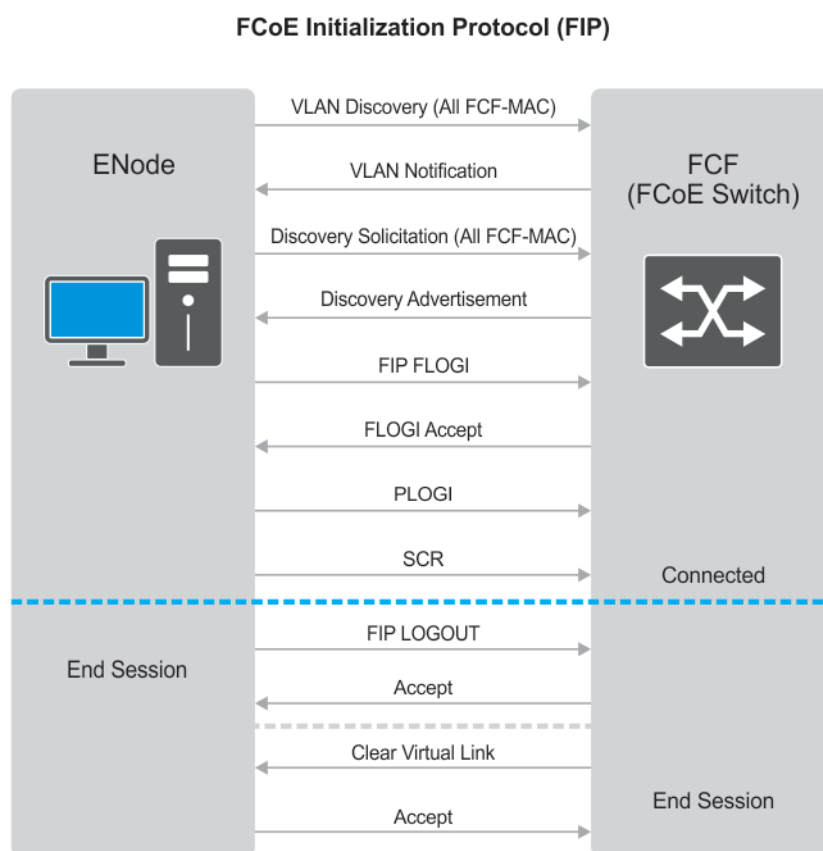 FCoE Initialization Protocol (FIP)
VLAN Discovery (All FCF-MAC)
ENode
VLAN Notification
FCF
(FCoE Switch)
Discovery Solicitation (All FCF-MAC)
Discovery Advertisement
FIP FLOGI
FLOGI Accept
PLOGI
SCR
Connected
FIP LOGOUT
End Session
Accept
Clear Virtual Link
End Session
Accept